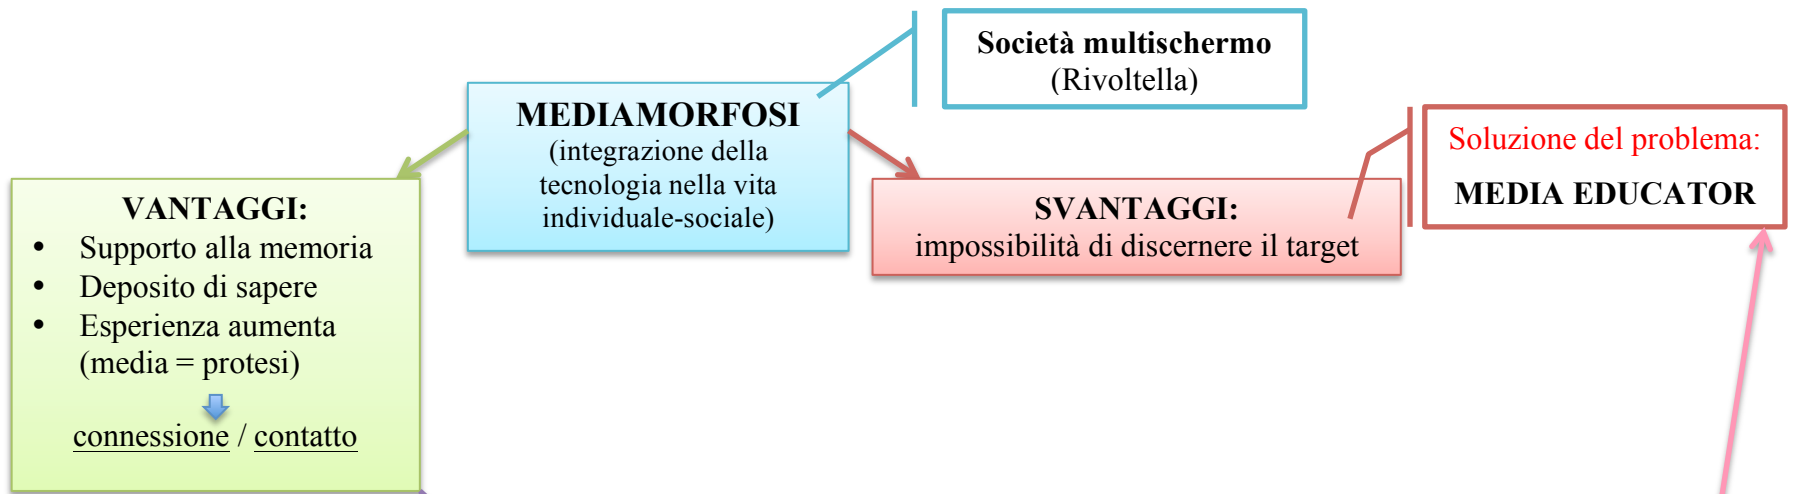 Società multischermo
(Rivoltella)
MEDIAMORFOSI
(integrazione della
tecnologia nella vita
individuale-sociale)
Soluzione del problema:
MEDIA EDUCATOR
VANTAGGI:
• Supporto alla memoria
• Deposito di sapere
• Esperienza aumenta
(media = protesi)
connessione / contatto
SVANTAGGI:
impossibilità di discernere il target